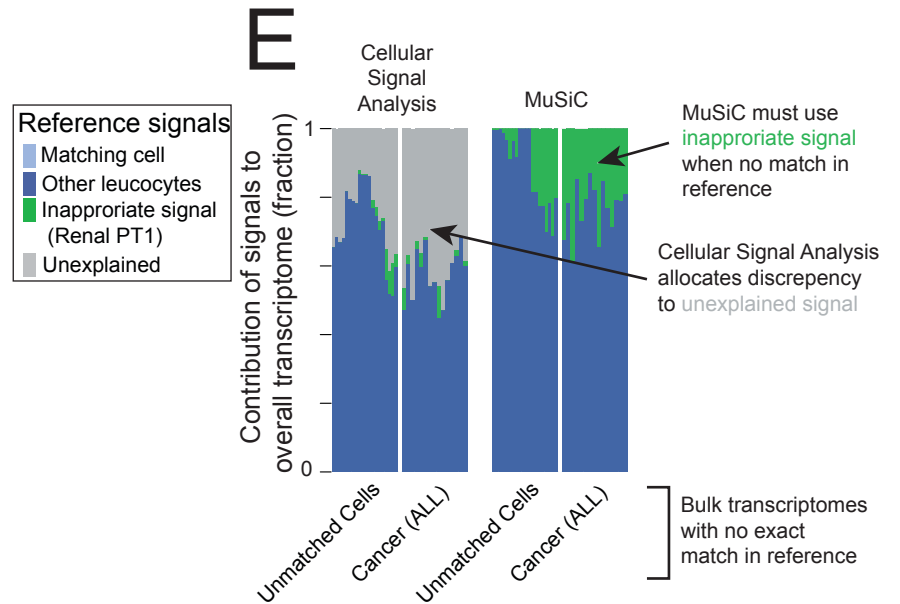 E
Cellular
Signal
Analysis
MuSiC
Reference signals
Matching cell
Other leucocytes
Inapproriate signal
(Renal PT1)
Unexplained
Contribution of signals to
overall transcriptome (fraction)
1
0
MuSiC must use
inapproriate signal
when no match in
reference
Cellular Signal Analysis
allocates discrepency
to unexplained signal
Unmatched Cells
Cancer (ALL)
Unmatched Cells
Cancer (ALL)
Bulk transcriptomes
with no exact
match in reference